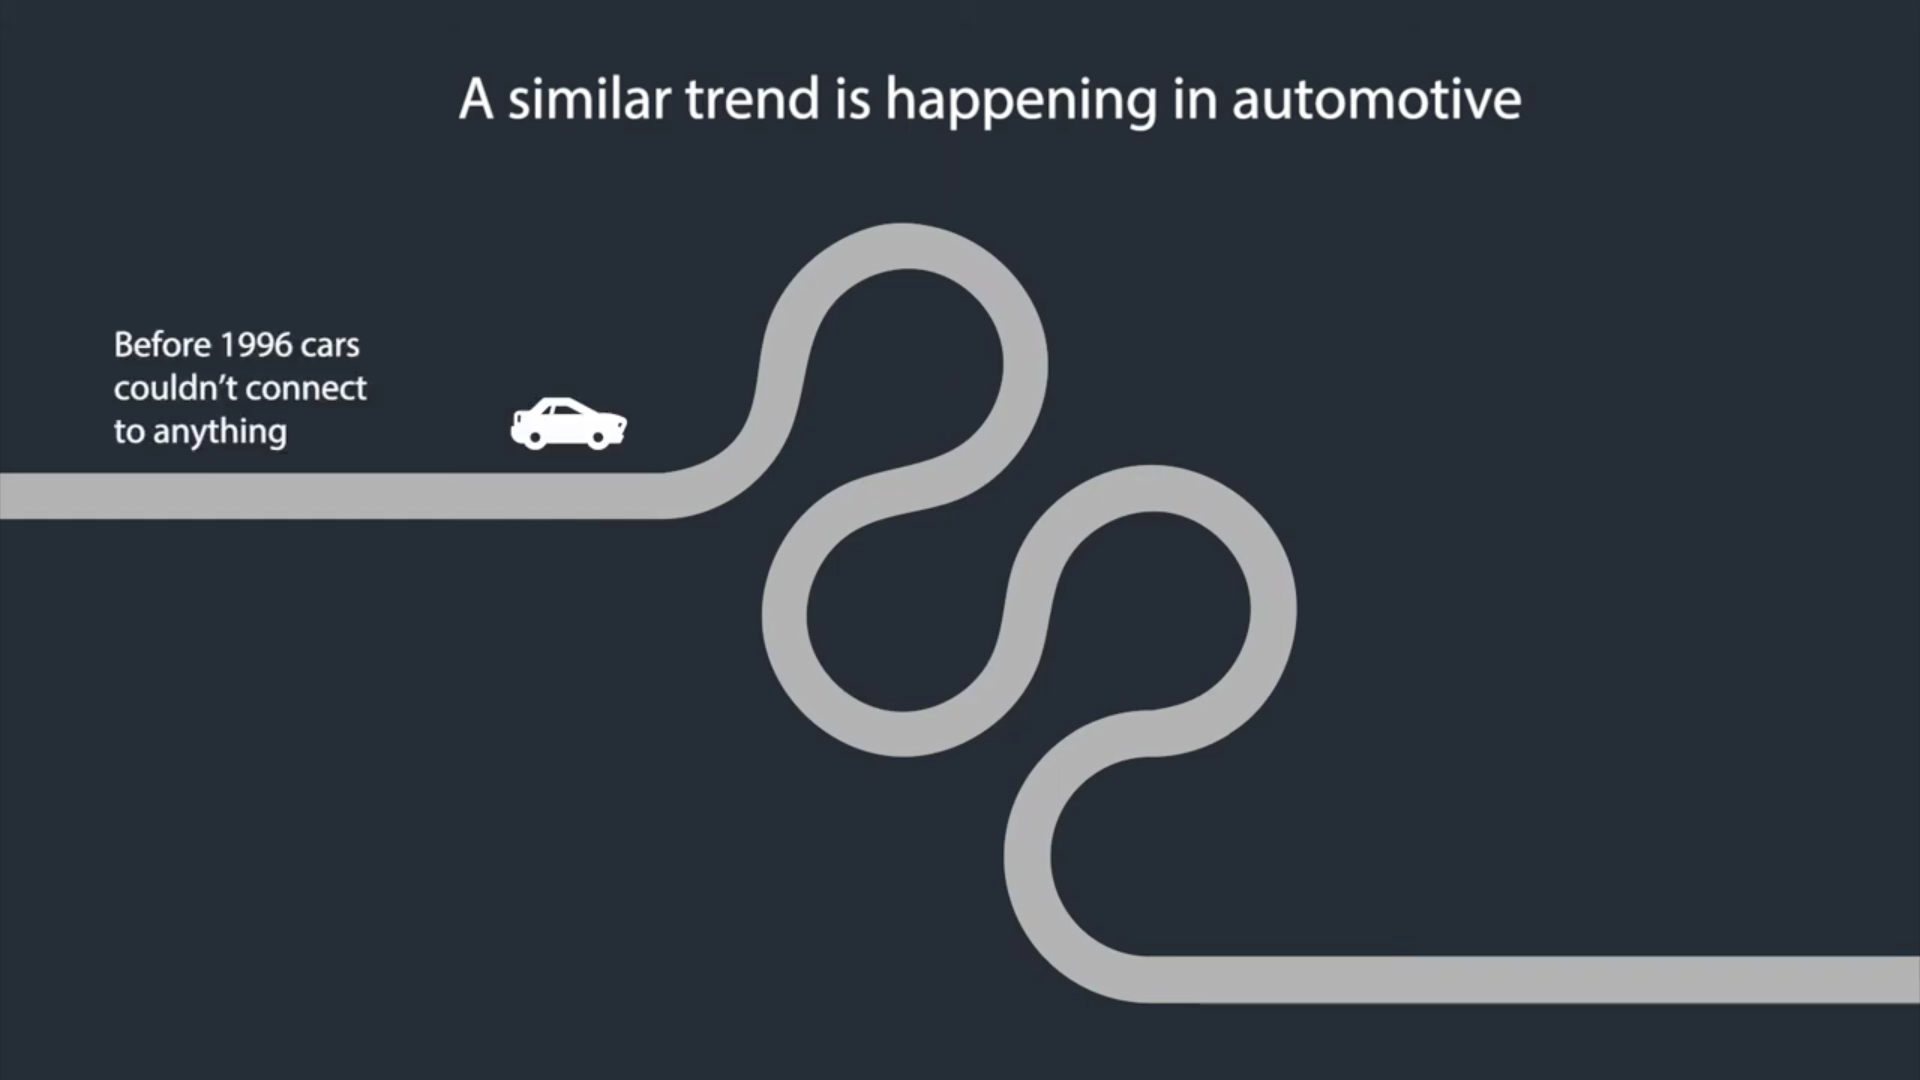 A similar trend is happening in automotive
Before 1996 cars
couldn’t connect
to anything